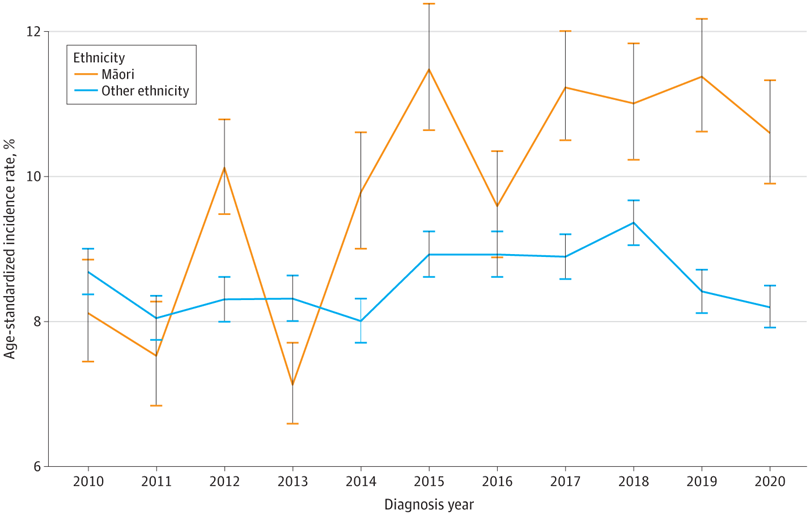 12
10
8
6
Age-standardized incidence rate, %
Ethnicity
Māori
Other ethnicity
2010 2011 2012 2013 2014 2015 2016 2017 2018 2019 2020
Diagnosis year